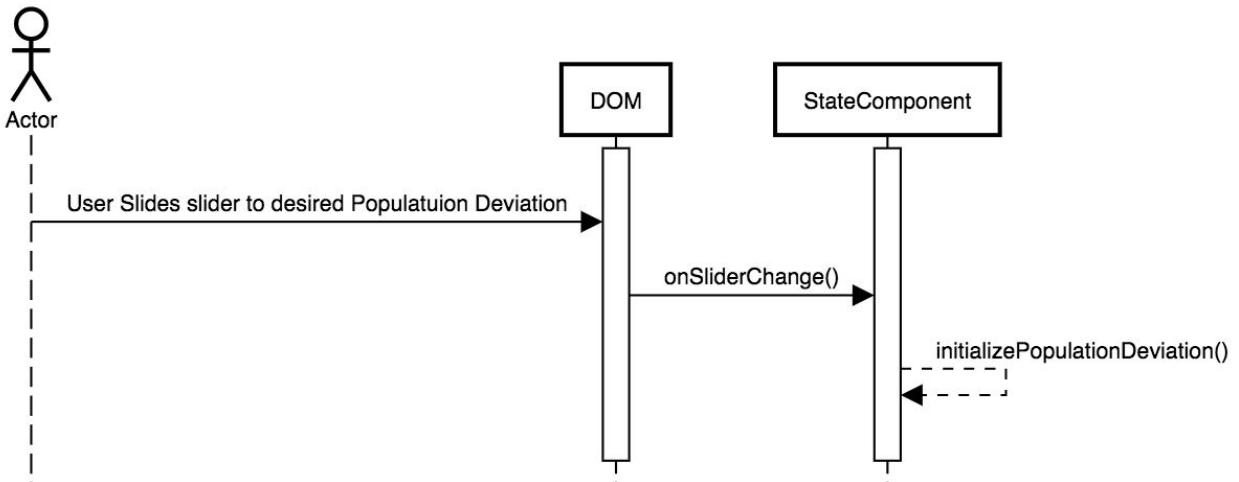 Actor
DOM
StateComponent
User Slides slider to desired Populatuion Deviation
onSliderChange()
initializePopulationDeviation()